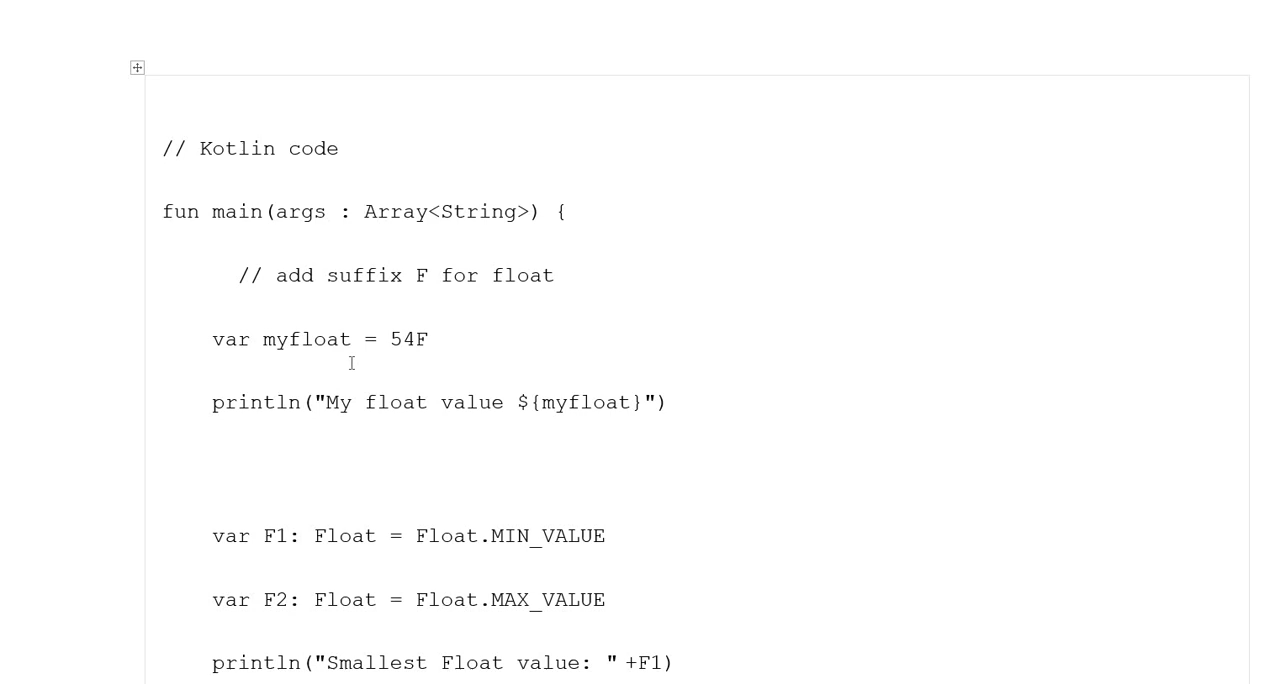 // Kotlin code
fun main(args : Array<String>) {
// add suffix F for float
var myfloat = 54F
println("My float value ${myfloat}")
var F1: Float = Float.MIN_VALUE
var F2: Float = Float.MAX_VALUE
println("Smallest Float value: " +F1)